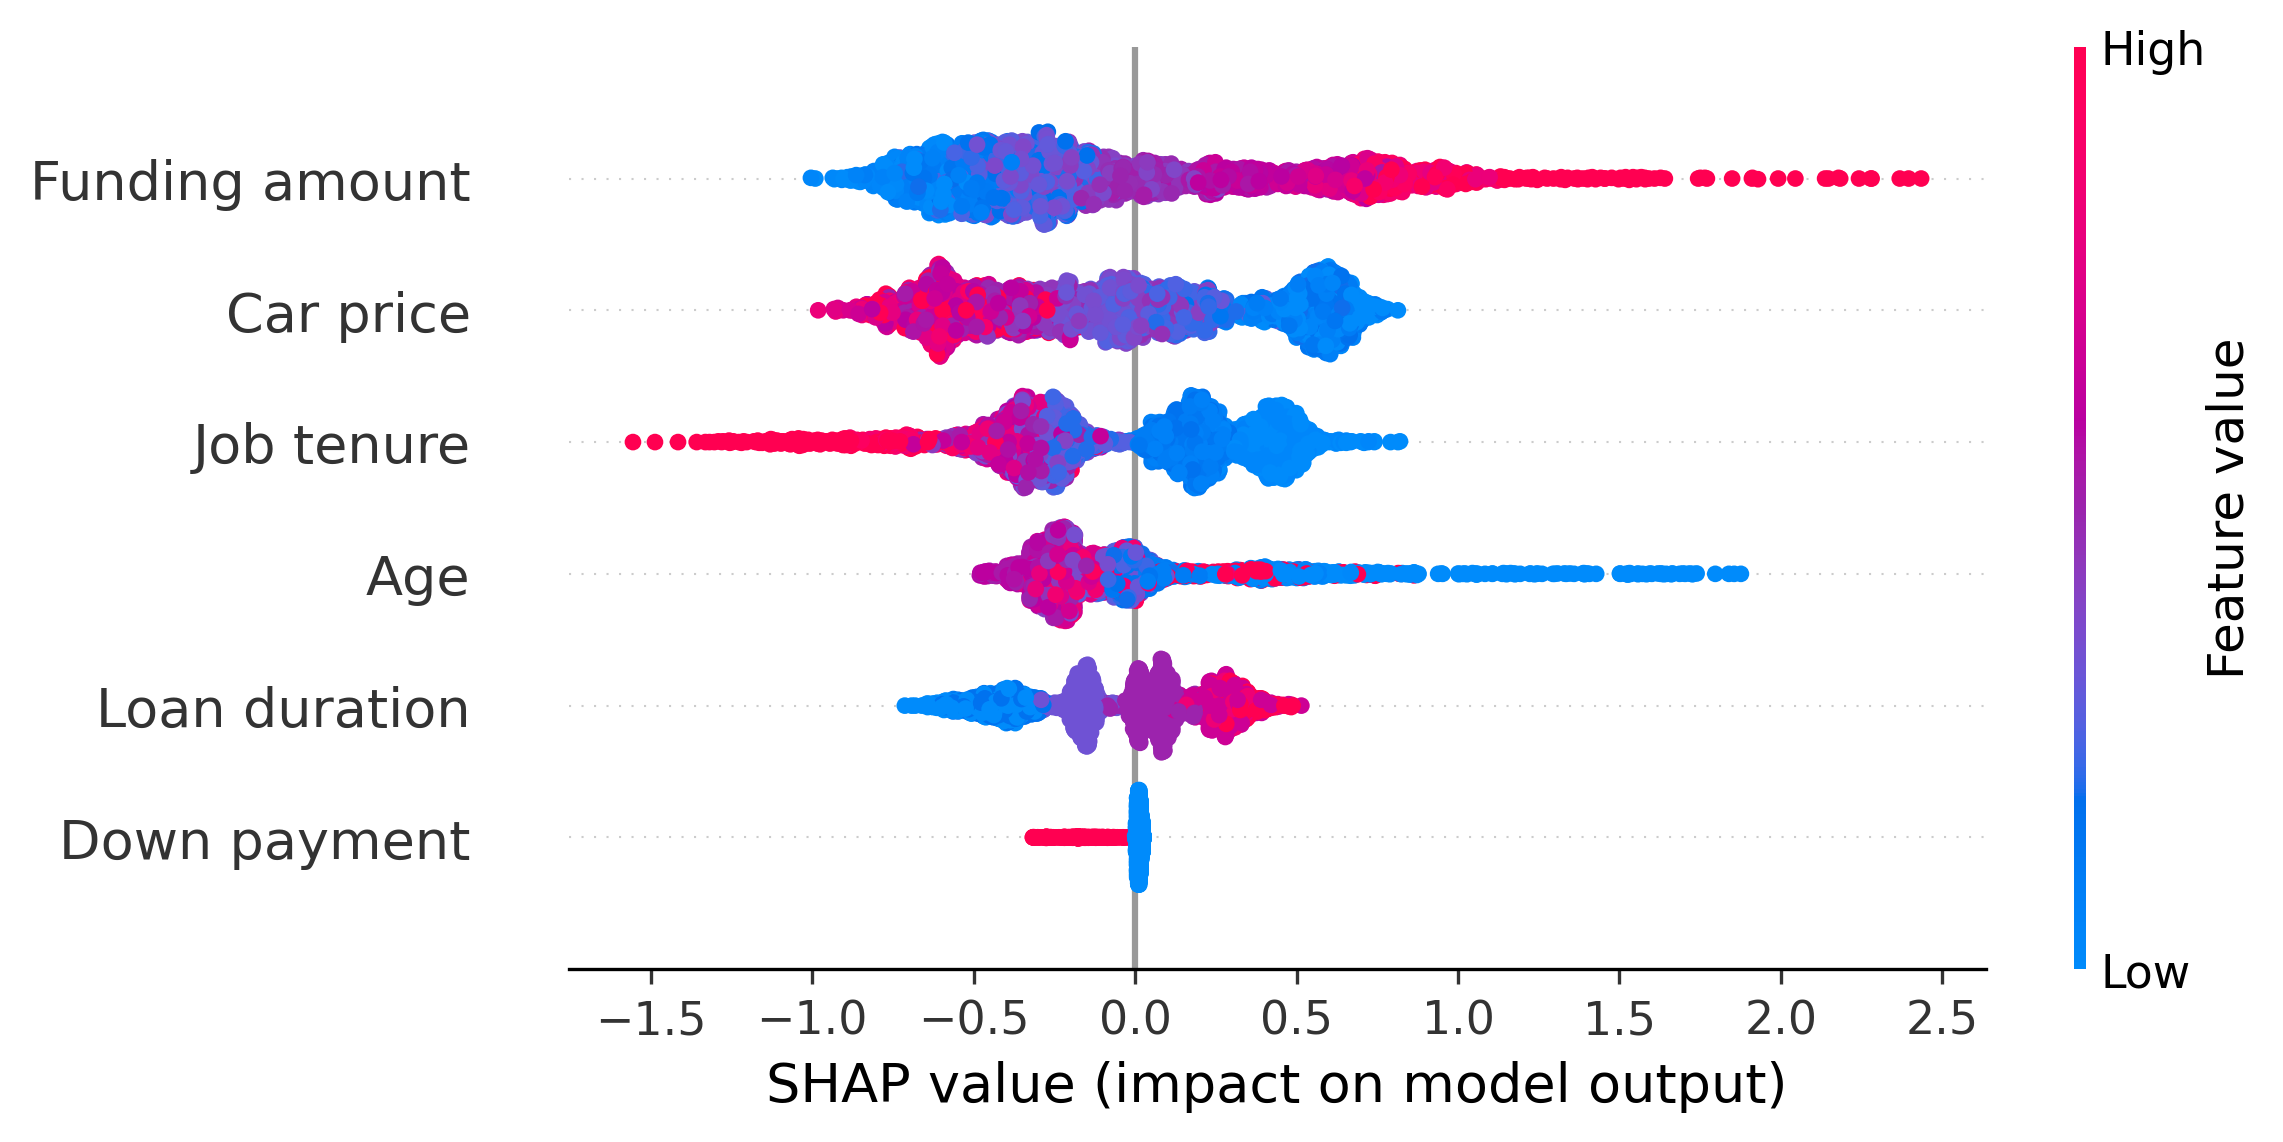 High
Funding amount
Car price
Job tenure
Age
Loan duration
Down payment
Feature value
Low
−1.5 −1.0 −0.5 0.0 0.5 1.0 1.5 2.0 2.5
SHAP value (impact on model output)